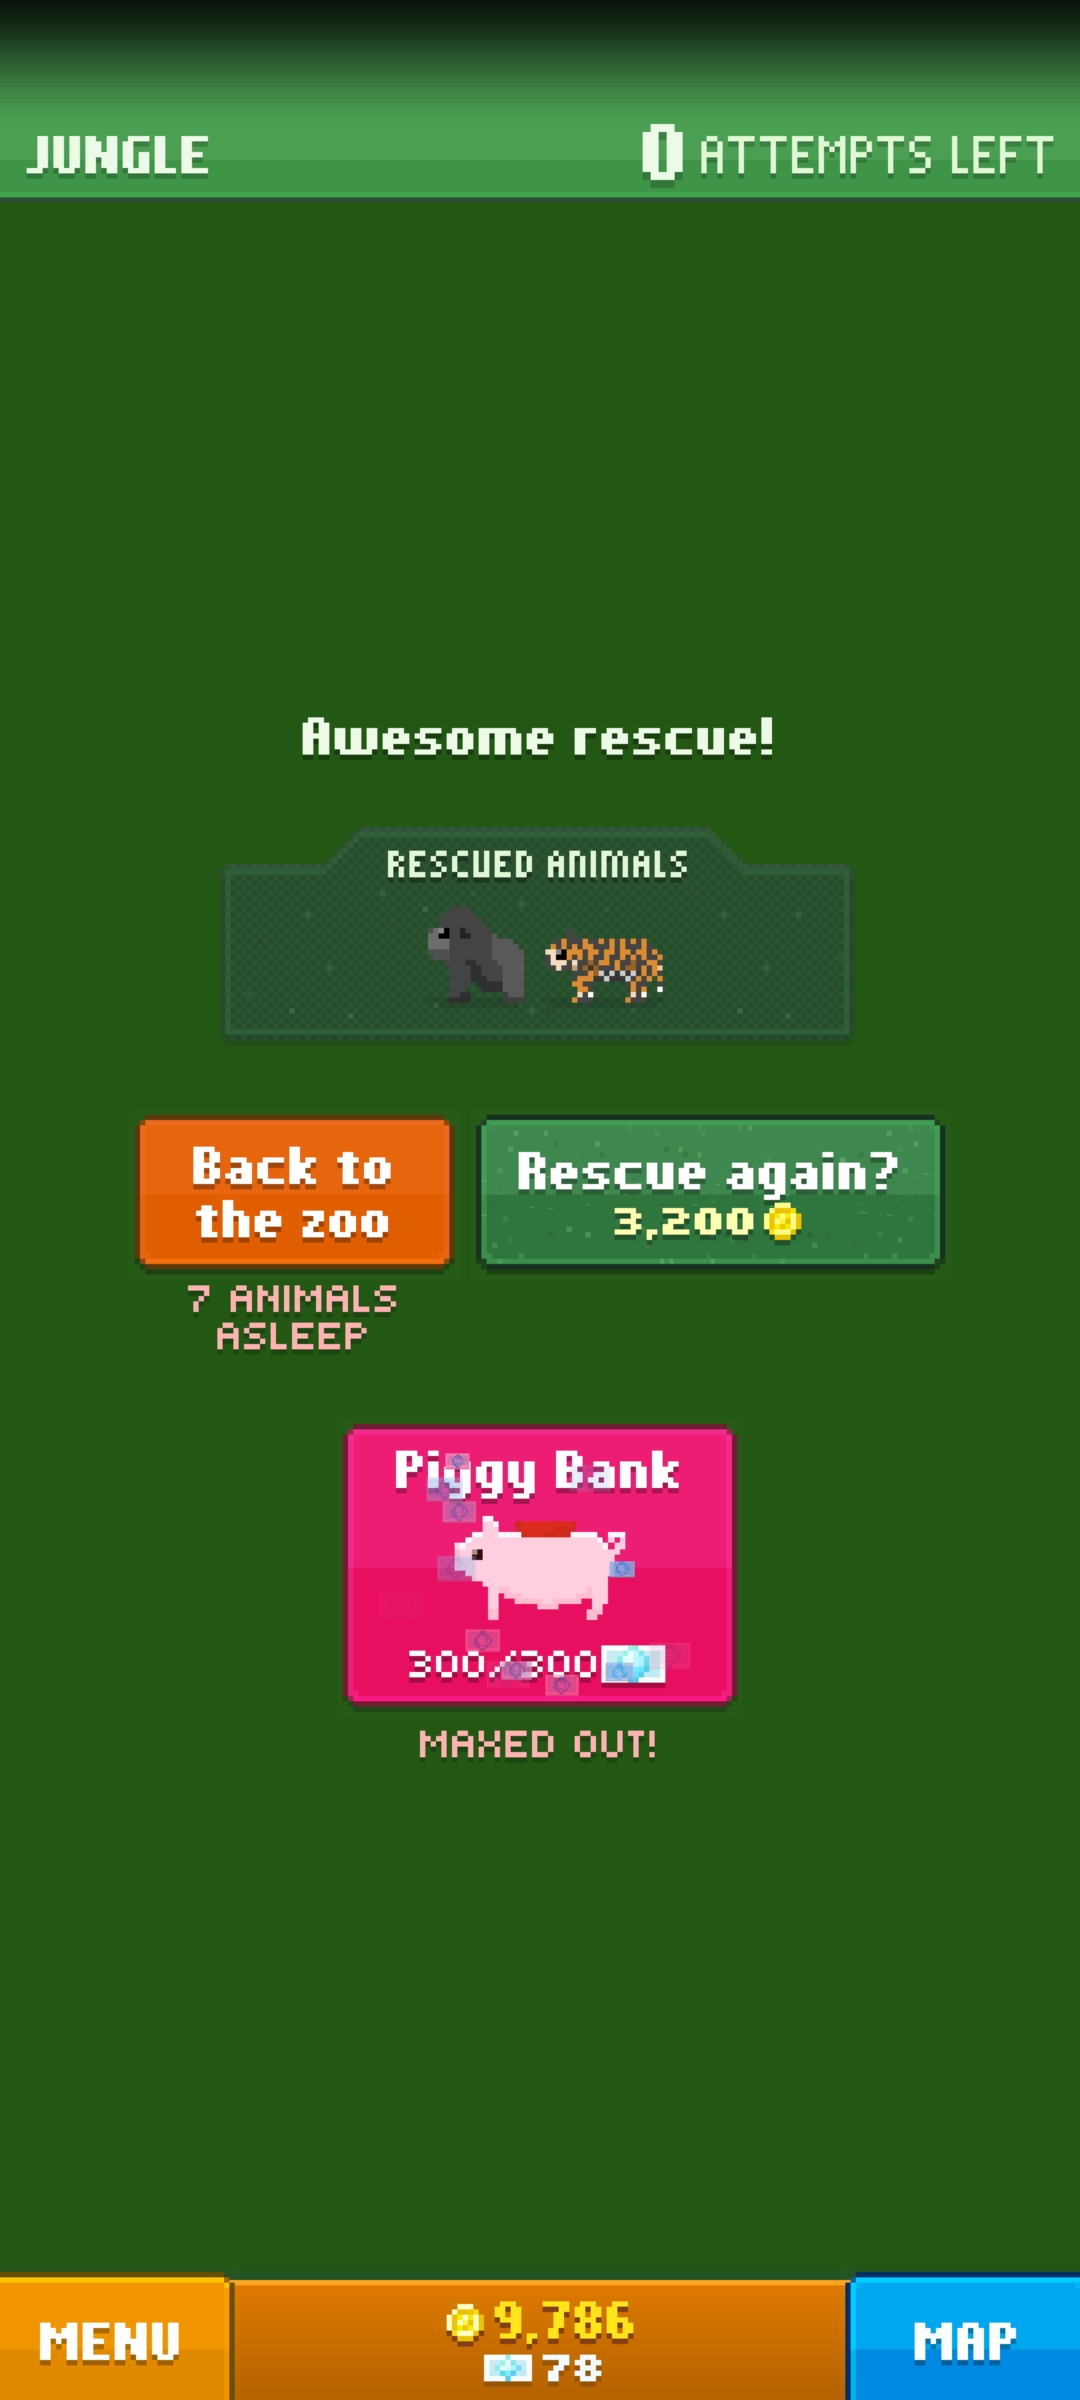 JUNGLE
0 ATTEMPTS LEFT
Awesome rescue!
RESCUED ANIMALS
Back to
the zoo
Rescue again?
3,200
7 ANIMALS
ASLEEP
Piggy Bank
300/300
MAXED OUT!
MENU
9,786
78
MAP